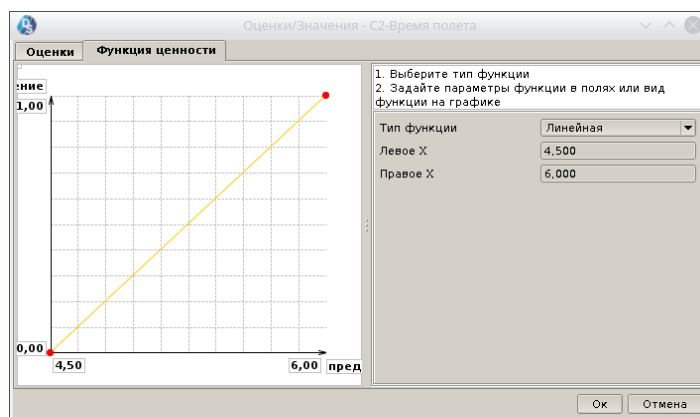 Оценки/Значения - C2-Время полета
Оценки
Функция ценности
ение
1,00
0,00
4,50
6,00
пред
1. Выберите тип функции
2. Задайте параметры функции в полях или вид
функции на графике
Тип функции
Линейная
Левое X
4,500
Правое X
6,000
Ок
Отмена